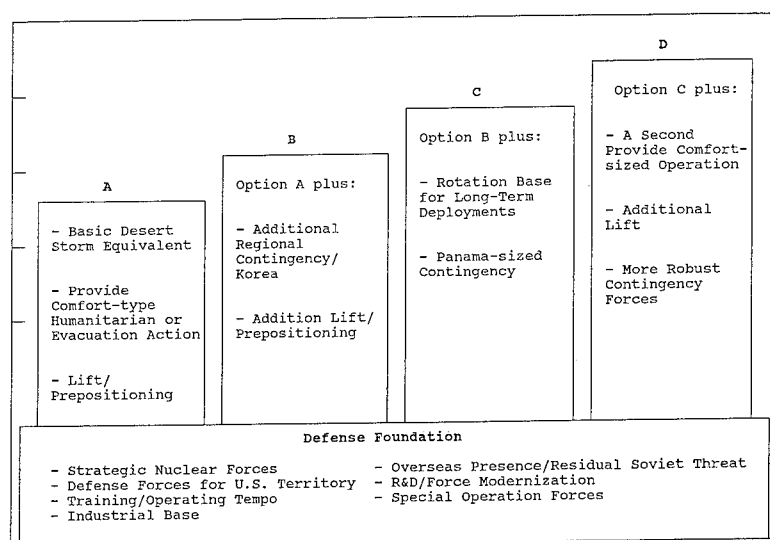 A
- Basic Desert
Storm Equivalent
- Provide
Comfort-type
Humanitarian or
Evacuation Action
- Lift/
Prepositioning
B
Option A plus:
- Additional
Regional
Contingency/
Korea
- Addition Lift/
Prepositioning
C
Option B plus:
- Rotation Base
for Long-Term
Deployments
- Panama-sized
Contingency
D
Option C plus:
- A Second
Provide Comfort-
sized Operation
- Additional
Lift
- More Robust
Contingency
Forces
Defense Foundation
- Strategic Nuclear Forces
- Defense Forces for U.S. Territory
- Training/Operating Tempo
- Industrial Base
- Overseas Presence/Residual Soviet Threat
- R&D/Force Modernization
- Special Operation Forces